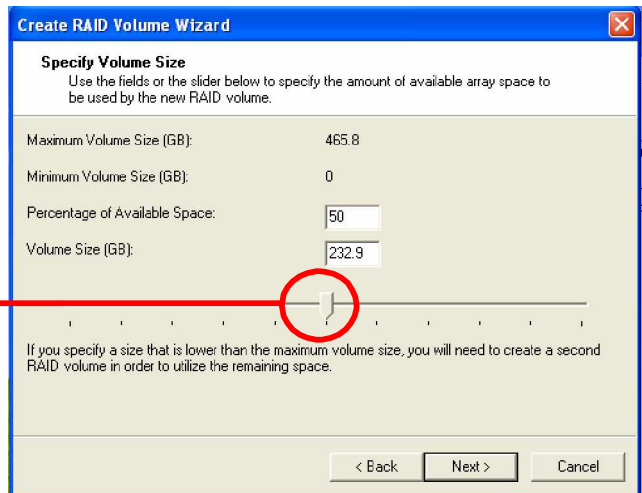 Create RAID Volume Wizard
Specify Volume Size
Use the fields or the slider below to specify the amount of available array space to
be used by the new RAID volume.
Maximum Volume Size (GB): 465.8
Minimum Volume Size (GB): 0
Percentage of Available Space: 50
Volume Size (GB): 232.9
If you specify a size that is lower than the maximum volume size, you will need to create a second
RAID volume in order to utilize the remaining space.
< Back Next > Cancel